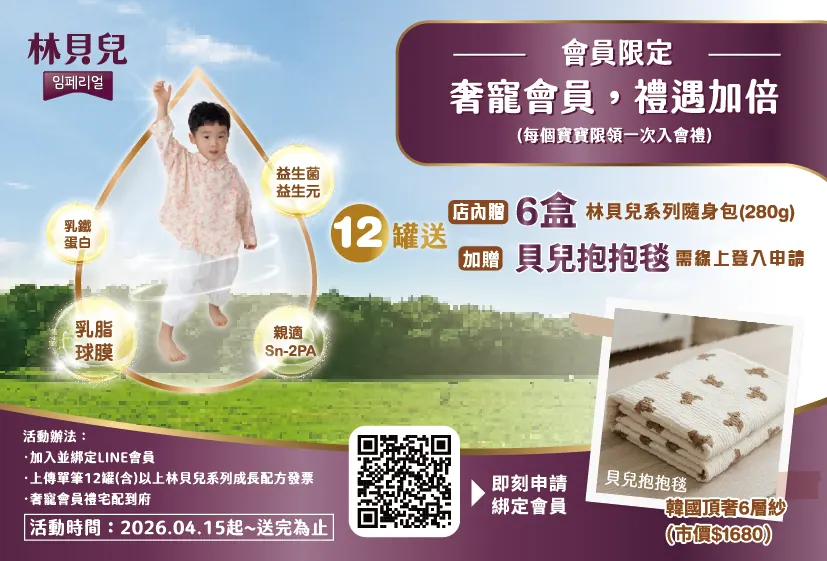 林貝兒
임페리얼
會員限定
奢寵會員，禮遇加倍
(每個寶寶限領一次入會禮)
益生菌
益生元
乳鐵
蛋白
乳脂
球膜
親適
Sn-2PA
12罐送
店內贈 6盒 林貝兒系列隨身包(280g)
加贈 貝兒抱抱毯 需線上登入申請
貝兒抱抱毯
韓國頂奢6層紗
(市價$1680)
活動辦法：
·加入並綁定LINE會員
·上傳單筆12罐(含)以上林貝兒系列成長配方發票
·奢寵會員禮宅配到府
活動時間：2026.04.15起~送完為止
即刻申請
綁定會員